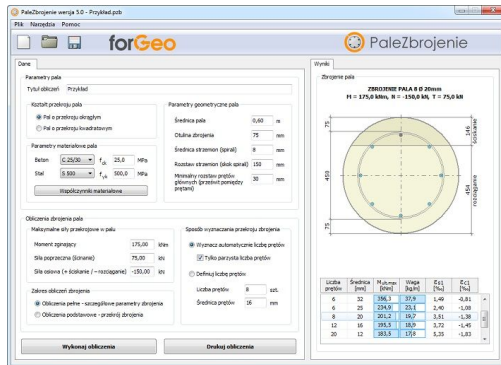 PaleZbrojenie wersja 5.0 - Przykład.pzb
Plik Narzędzia Pomoc
forGeo
PaleZbrojenie
Dane
Parametry pala
Tytuł obliczeń Przykład
Kształt przekroju pala
Pal o przekroju okrągłym
Pal o przekroju kwadratowym
Parametry materiałowe pala
Beton C 25/30 fck 25,0 MPa
Stal S 500 fyk 500,0 MPa
Współczynniki materiałowe
Parametry geometryczne pala
Średnica pala 0,60 m
Otulina zbrojenia 75 mm
Średnica strzemion (spirali) 8 mm
Rozstaw strzemion (skok spirali) 150 mm
Minimalny rozstaw prętów
głównych (prześwit pomiędzy
prętami) 30 mm
Obliczenia zbrojenia pala
Maksymalne siły przekrojowe w palu
Moment zginający 175,00 kNm
Siła poprzeczna (ścinanie) 75,00 kN
Siła osiowa (+ ściskanie / – rozciąganie) -150,00 kN
Zakres obliczeń zbrojenia
Obliczenia pełne - szczegółowe parametry zbrojenia
Obliczenia podstawowe - przekrój zbrojenia
Sposób wyznaczania przekroju zbrojenia
Wyznacz automatycznie liczbę prętów
Tylko parzysta liczba prętów
Definiuj liczbę prętów
Liczba prętów 8 szt.
Średnica prętów 16 mm
Wykonaj obliczenia
Drukuj obliczenia
Wyniki
Zbrojenie pala
ZBROJENIE PALA 8 Ø 20mm
M = 175,0 kNm, N = -150,0 kN, T = 75,0 kN
75
450
75
146
ściskanie
454
rozciąganie
Liczba prętów Średnica [mm] M ult.max [kNm] Waga [kg/m] εs1 [‰] εc1 [‰]
6 32 356,3 37,9 1,49 -0,81
6 25 234,8 23,1 2,40 -1,08
8 20 201,2 19,7 3,51 -1,38
12 16 195,5 18,9 3,72 -1,45
20 12 183,5 17,8 5,33 -1,83